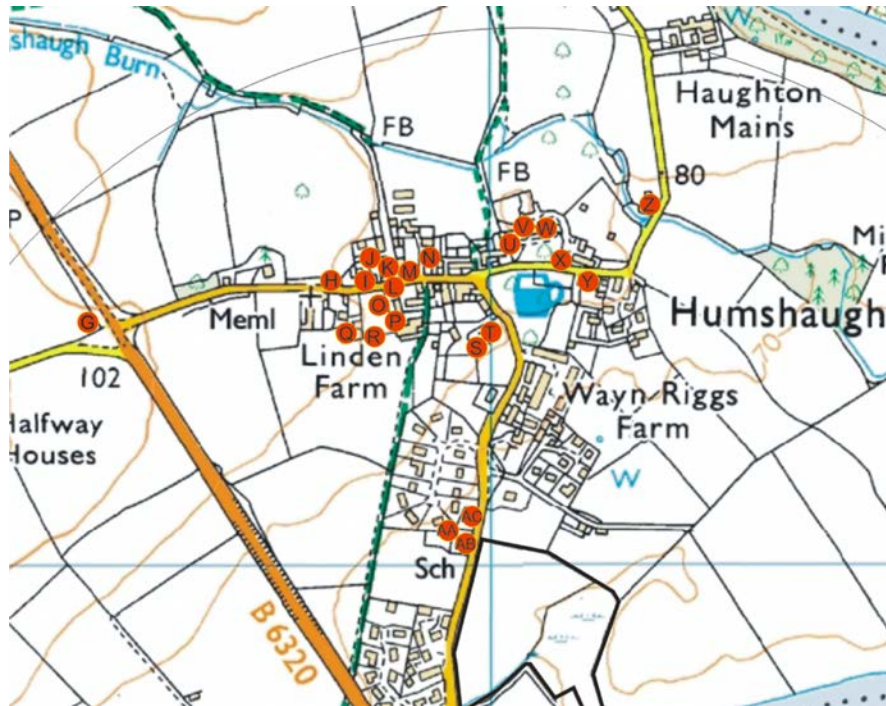 shaugh Burn
W
Haughton
Mains
FB
FB
80
P
Z
V
W
U
N
J
K
M
X
H
I
L
Y
Mi
O
G
Meml
P
Humshaugh
Q
R
T
S
Linden
Farm
70
102
Wayn Riggs
Farm
Halfway
Houses
W
AC
AA
AB
Sch
B 6320